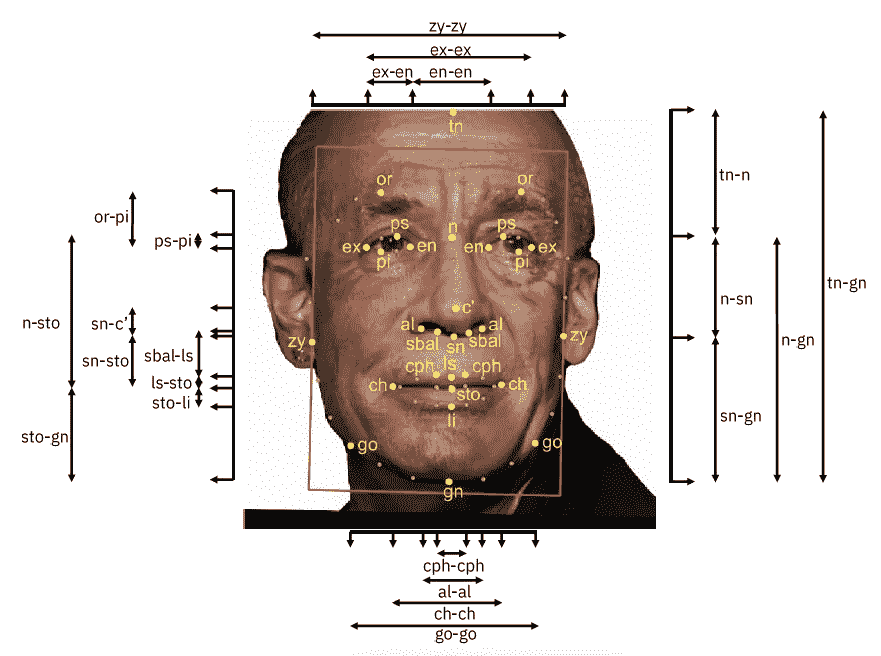 zy-zy
ex-ex
ex-en en-en
tn
or or
or-pi
ps-pi
ps ps
n
ex en en ex
pi pi
tn-n
tn-gn
n-sto
sn-c'
sn-sto
sbal-ls
ls-sto
sto-li
sto-gn
c'
al al
sbal sn sbal
zy zy
cph ls cph
ch ch
sto
li
go go
gn
n-sn
n-gn
sn-gn
cph-cph
al-al
ch-ch
go-go